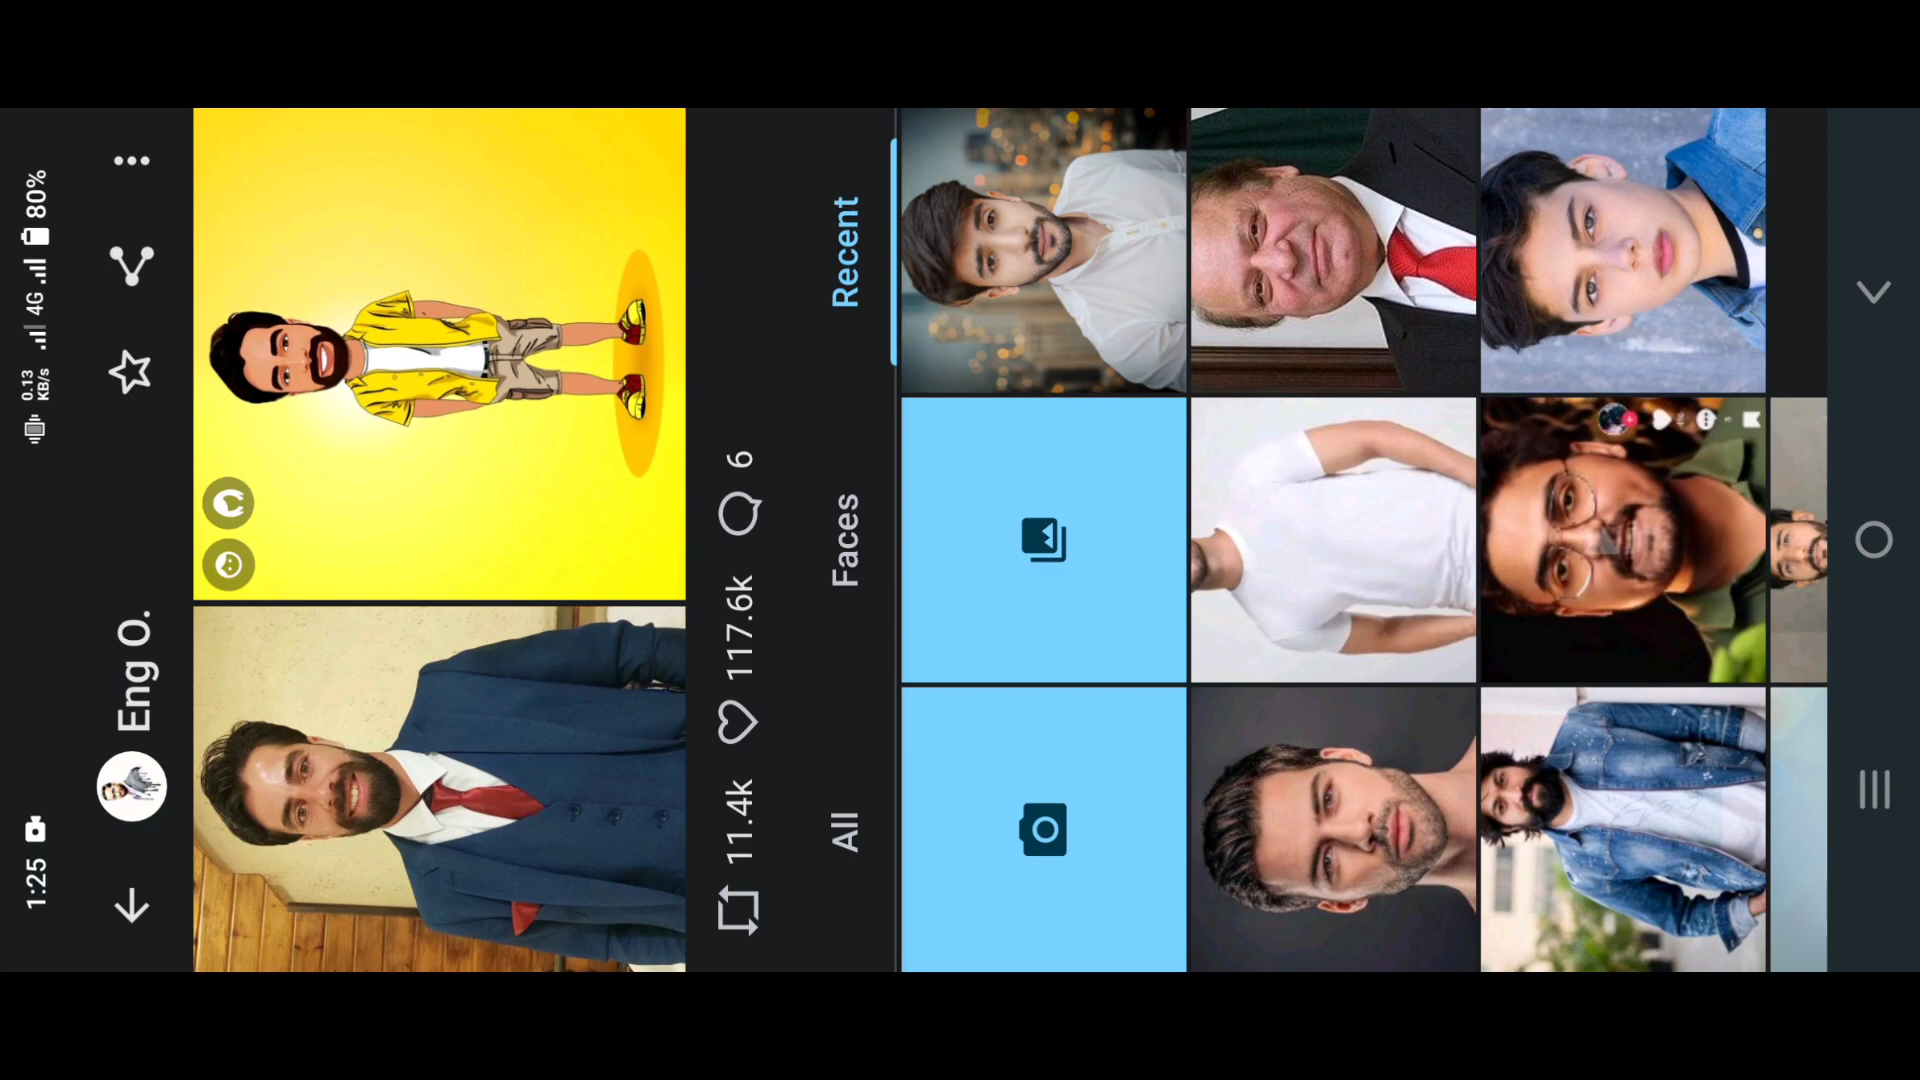 1:25
0.13
KB/s
4G
80%
Eng O.
11.4k
117.6k
6
All
Faces
Recent